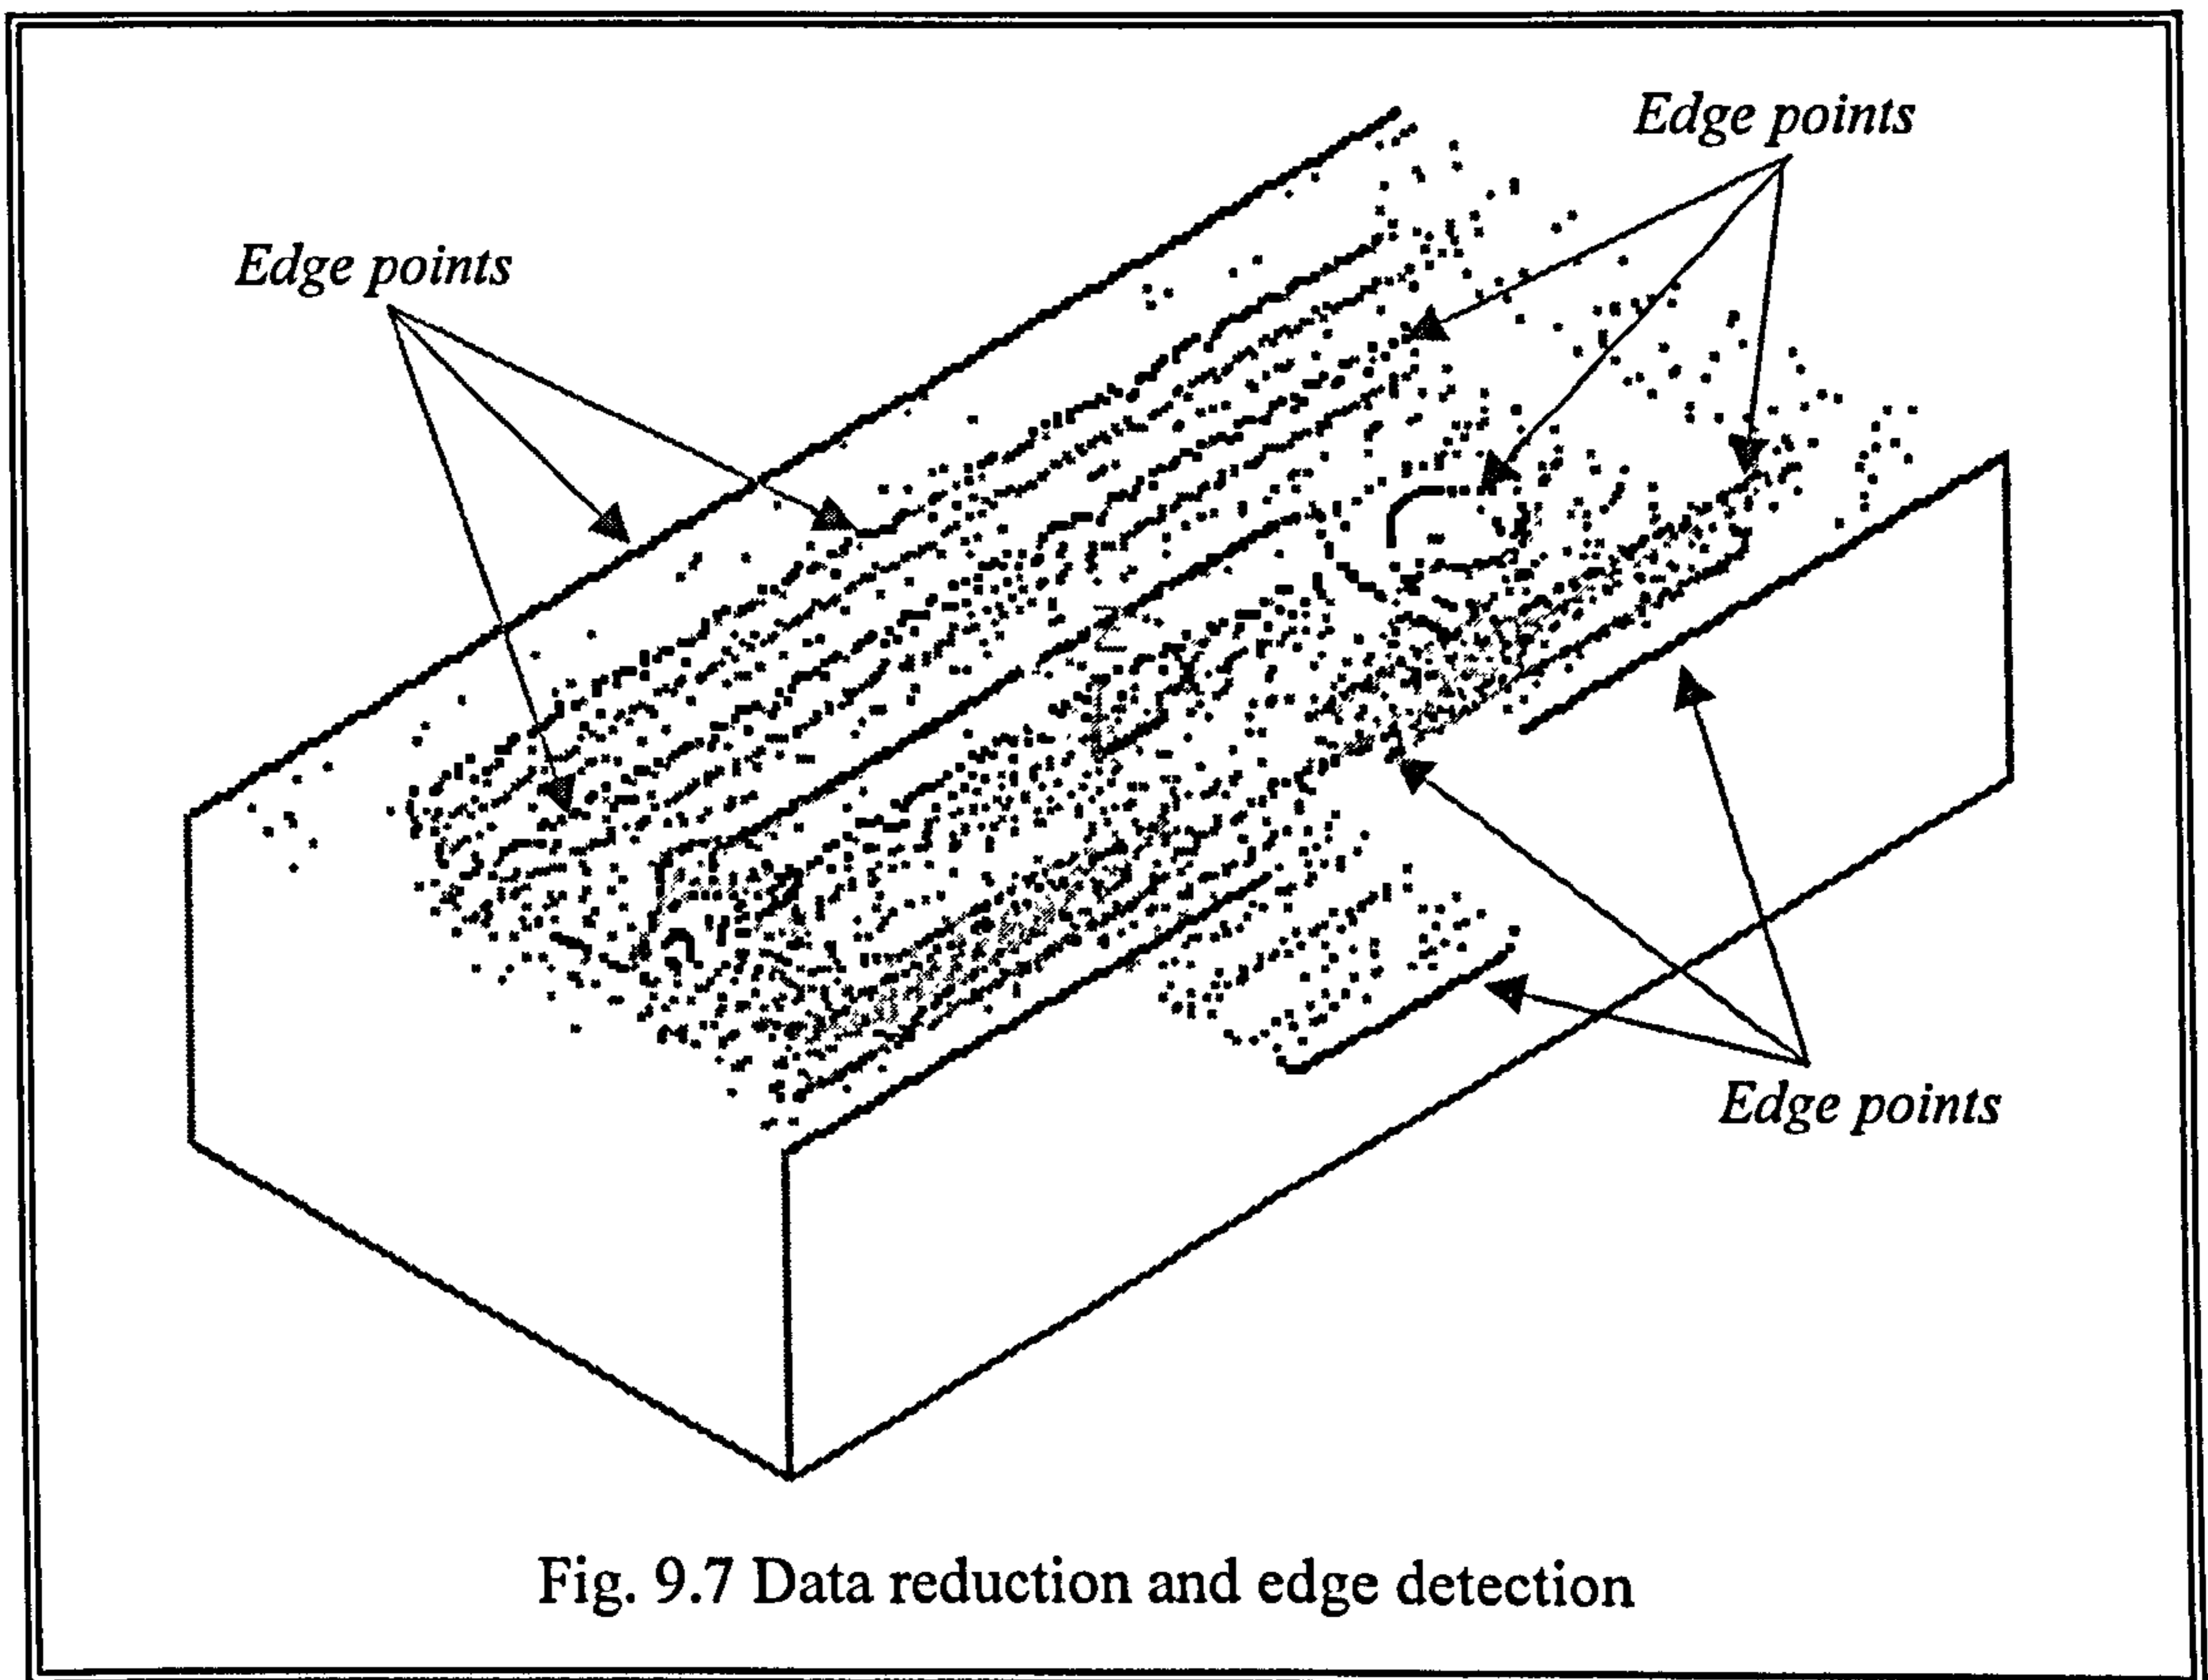 Edge points
Edge points
Z
Edge points
Fig. 9.7 Data reduction and edge detection